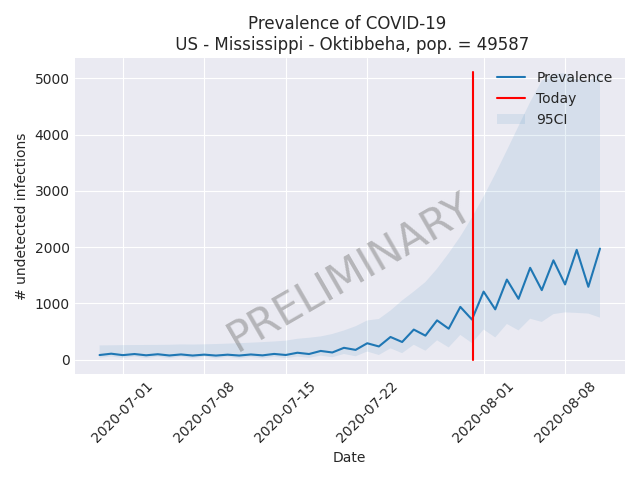 Prevalence of COVID-19
US - Mississippi - Oktibbeha, pop. = 49587
5000
4000
3000
2000
1000
0
# undetected infections
Prevalence
Today
95CI
PRELIMINARY
2020-07-01
2020-07-08
2020-07-15
2020-07-22
2020-08-01
2020-08-08
Date